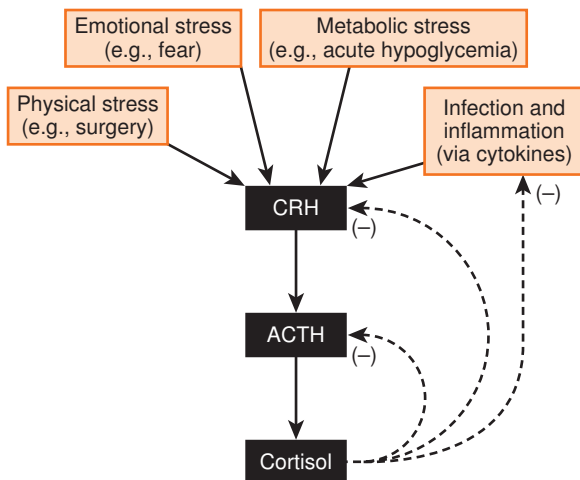 Emotional stress
(e.g., fear)
Metabolic stress
(e.g., acute hypoglycemia)
Physical stress
(e.g., surgery)
Infection and
inflammation
(via cytokines)
(–)
CRH
(–)
ACTH
(–)
Cortisol